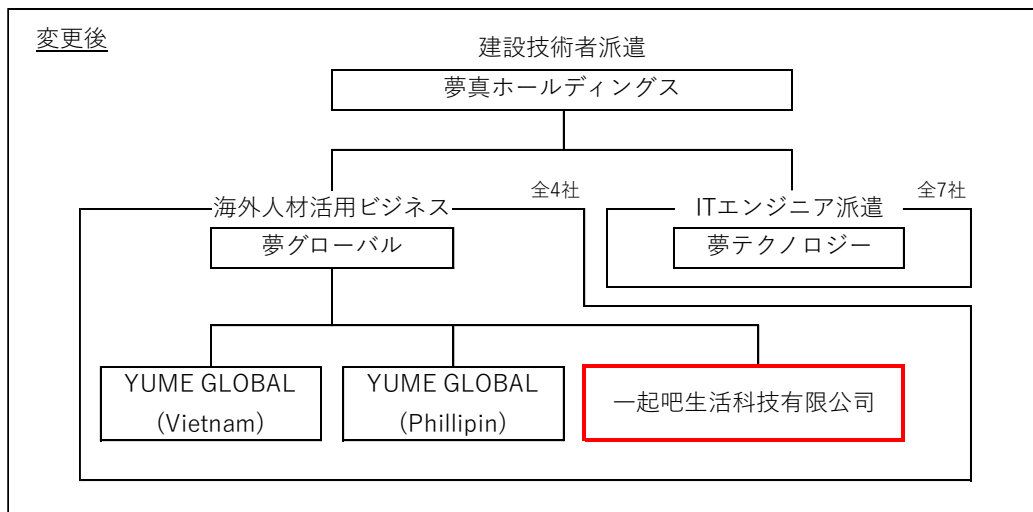 変更後
建設技術者派遣
夢真ホールディングス
全4社
全7社
海外人材活用ビジネス
ITエンジニア派遣
夢グローバル
夢テクノロジー
YUME GLOBAL
(Vietnam)
YUME GLOBAL
(Phillipin)
一起吧生活科技有限公司